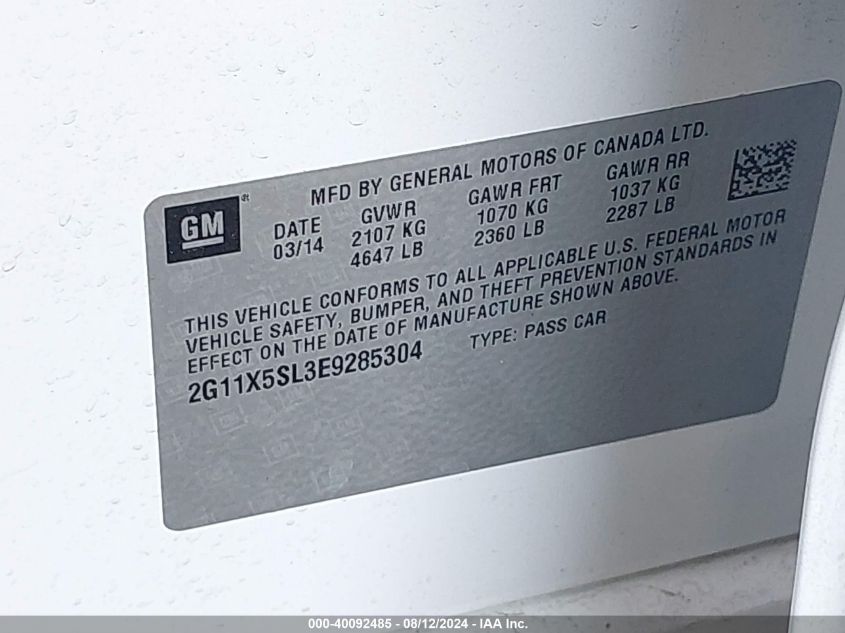 MFD BY GENERAL MOTORS OF CANADA LTD.
GM
DATE GVWR GAWR FRT GAWR RR
03/14 2107 KG 1070 KG 1037 KG
4647 LB 2360 LB 2287 LB
THIS VEHICLE CONFORMS TO ALL APPLICABLE U.S. FEDERAL MOTOR
VEHICLE SAFETY, BUMPER, AND THEFT PREVENTION STANDARDS IN
EFFECT ON THE DATE OF MANUFACTURE SHOWN ABOVE.
2G11X5SL3E9285304 TYPE: PASS CAR
000-40092485 - 08/12/2024 - IAA Inc.